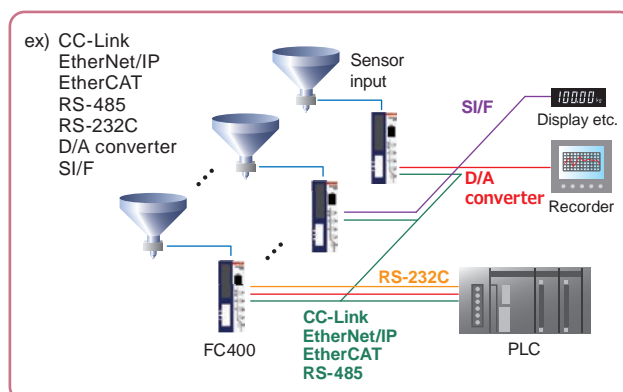 ex) CC-Link
EtherNet/IP
EtherCAT
RS-485
RS-232C
D/A converter
SI/F
Sensor
input
SI/F
100.00 kg
Display etc.
D/A
converter
Recorder
RS-232C
CC-Link
EtherNet/IP
EtherCAT
RS-485
FC400
PLC